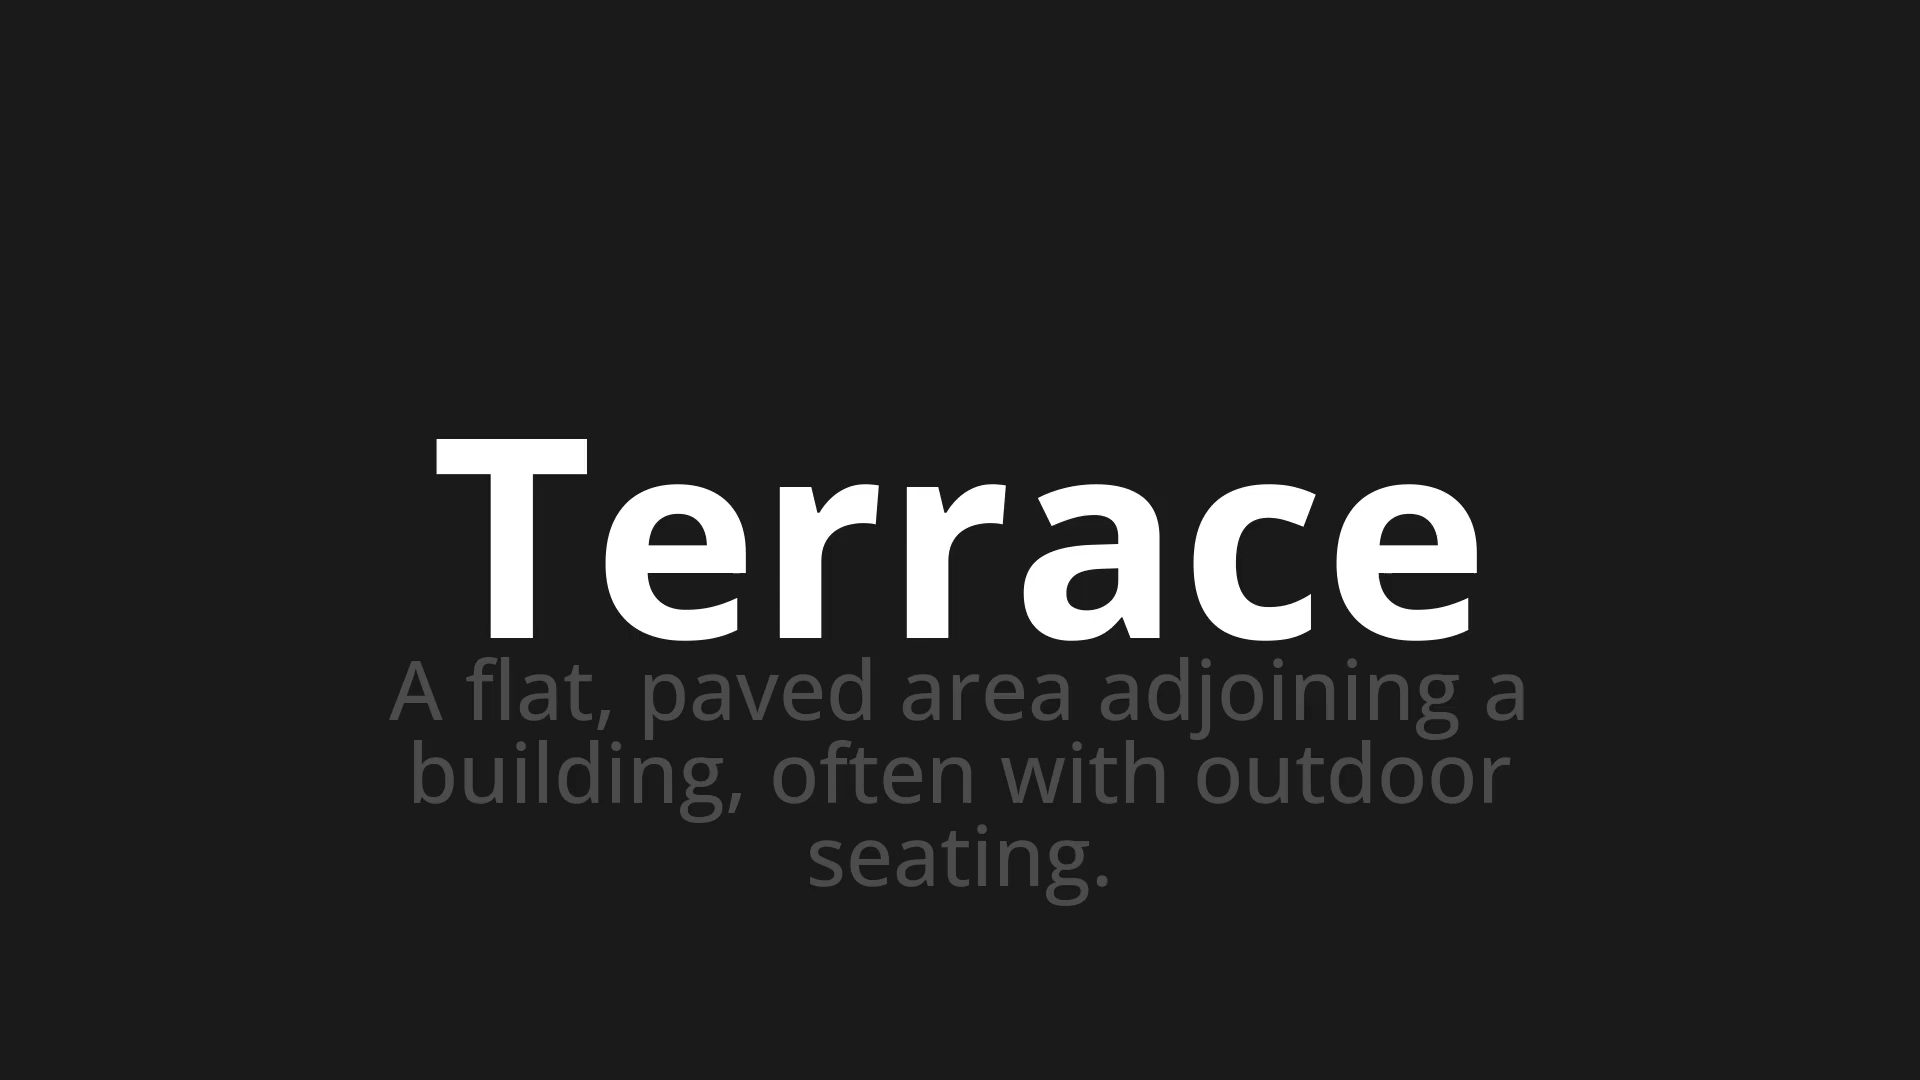 Terrace
A flat, paved area adjoining a
building, often with outdoor
seating.